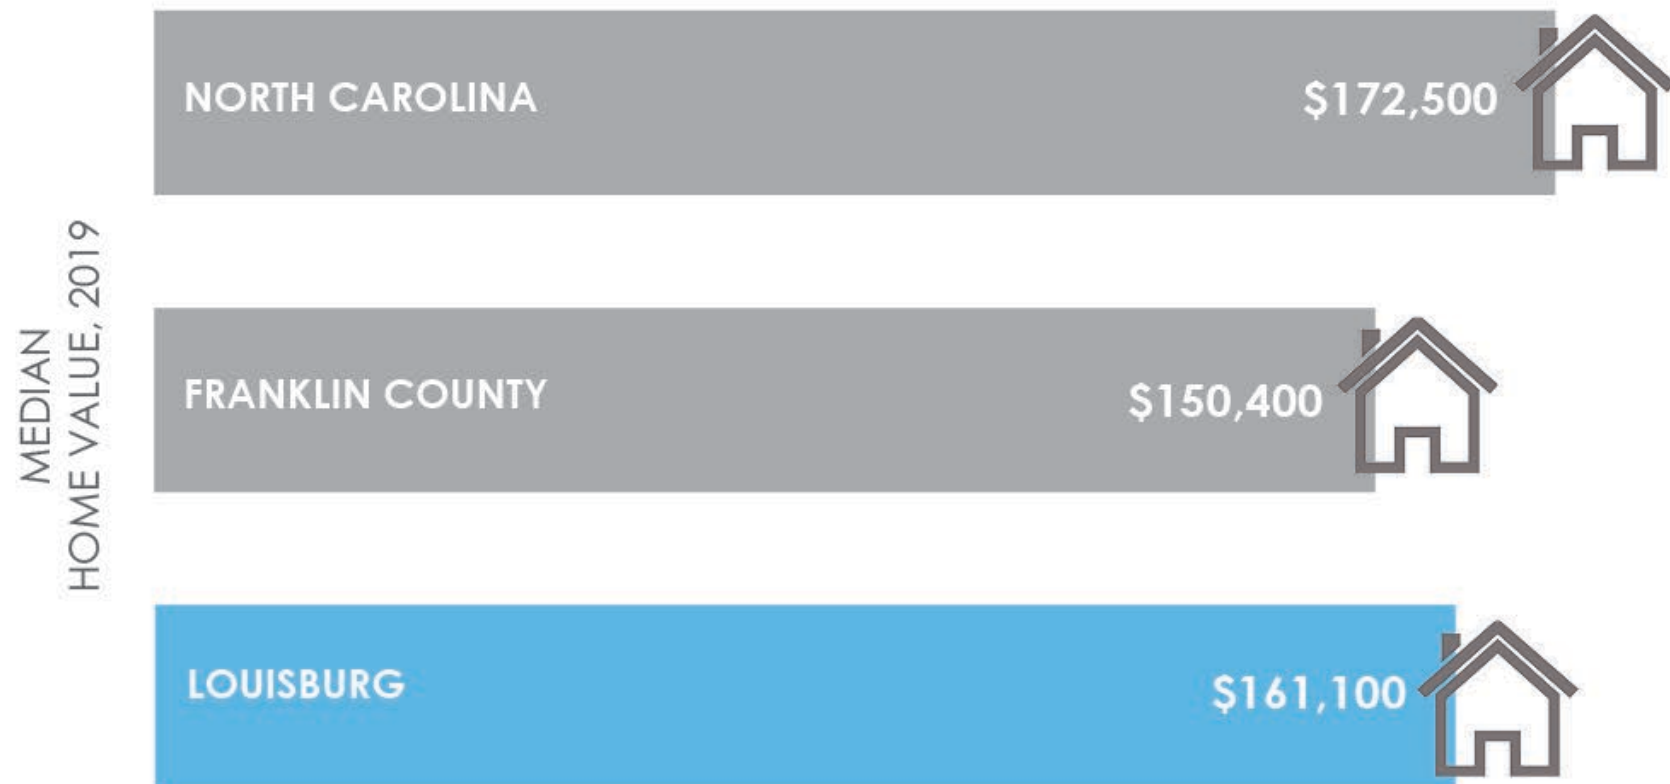 MEDIAN
HOME VALUE, 2019
NORTH CAROLINA
$172,500
FRANKLIN COUNTY
$150,400
LOUISBURG
$161,100